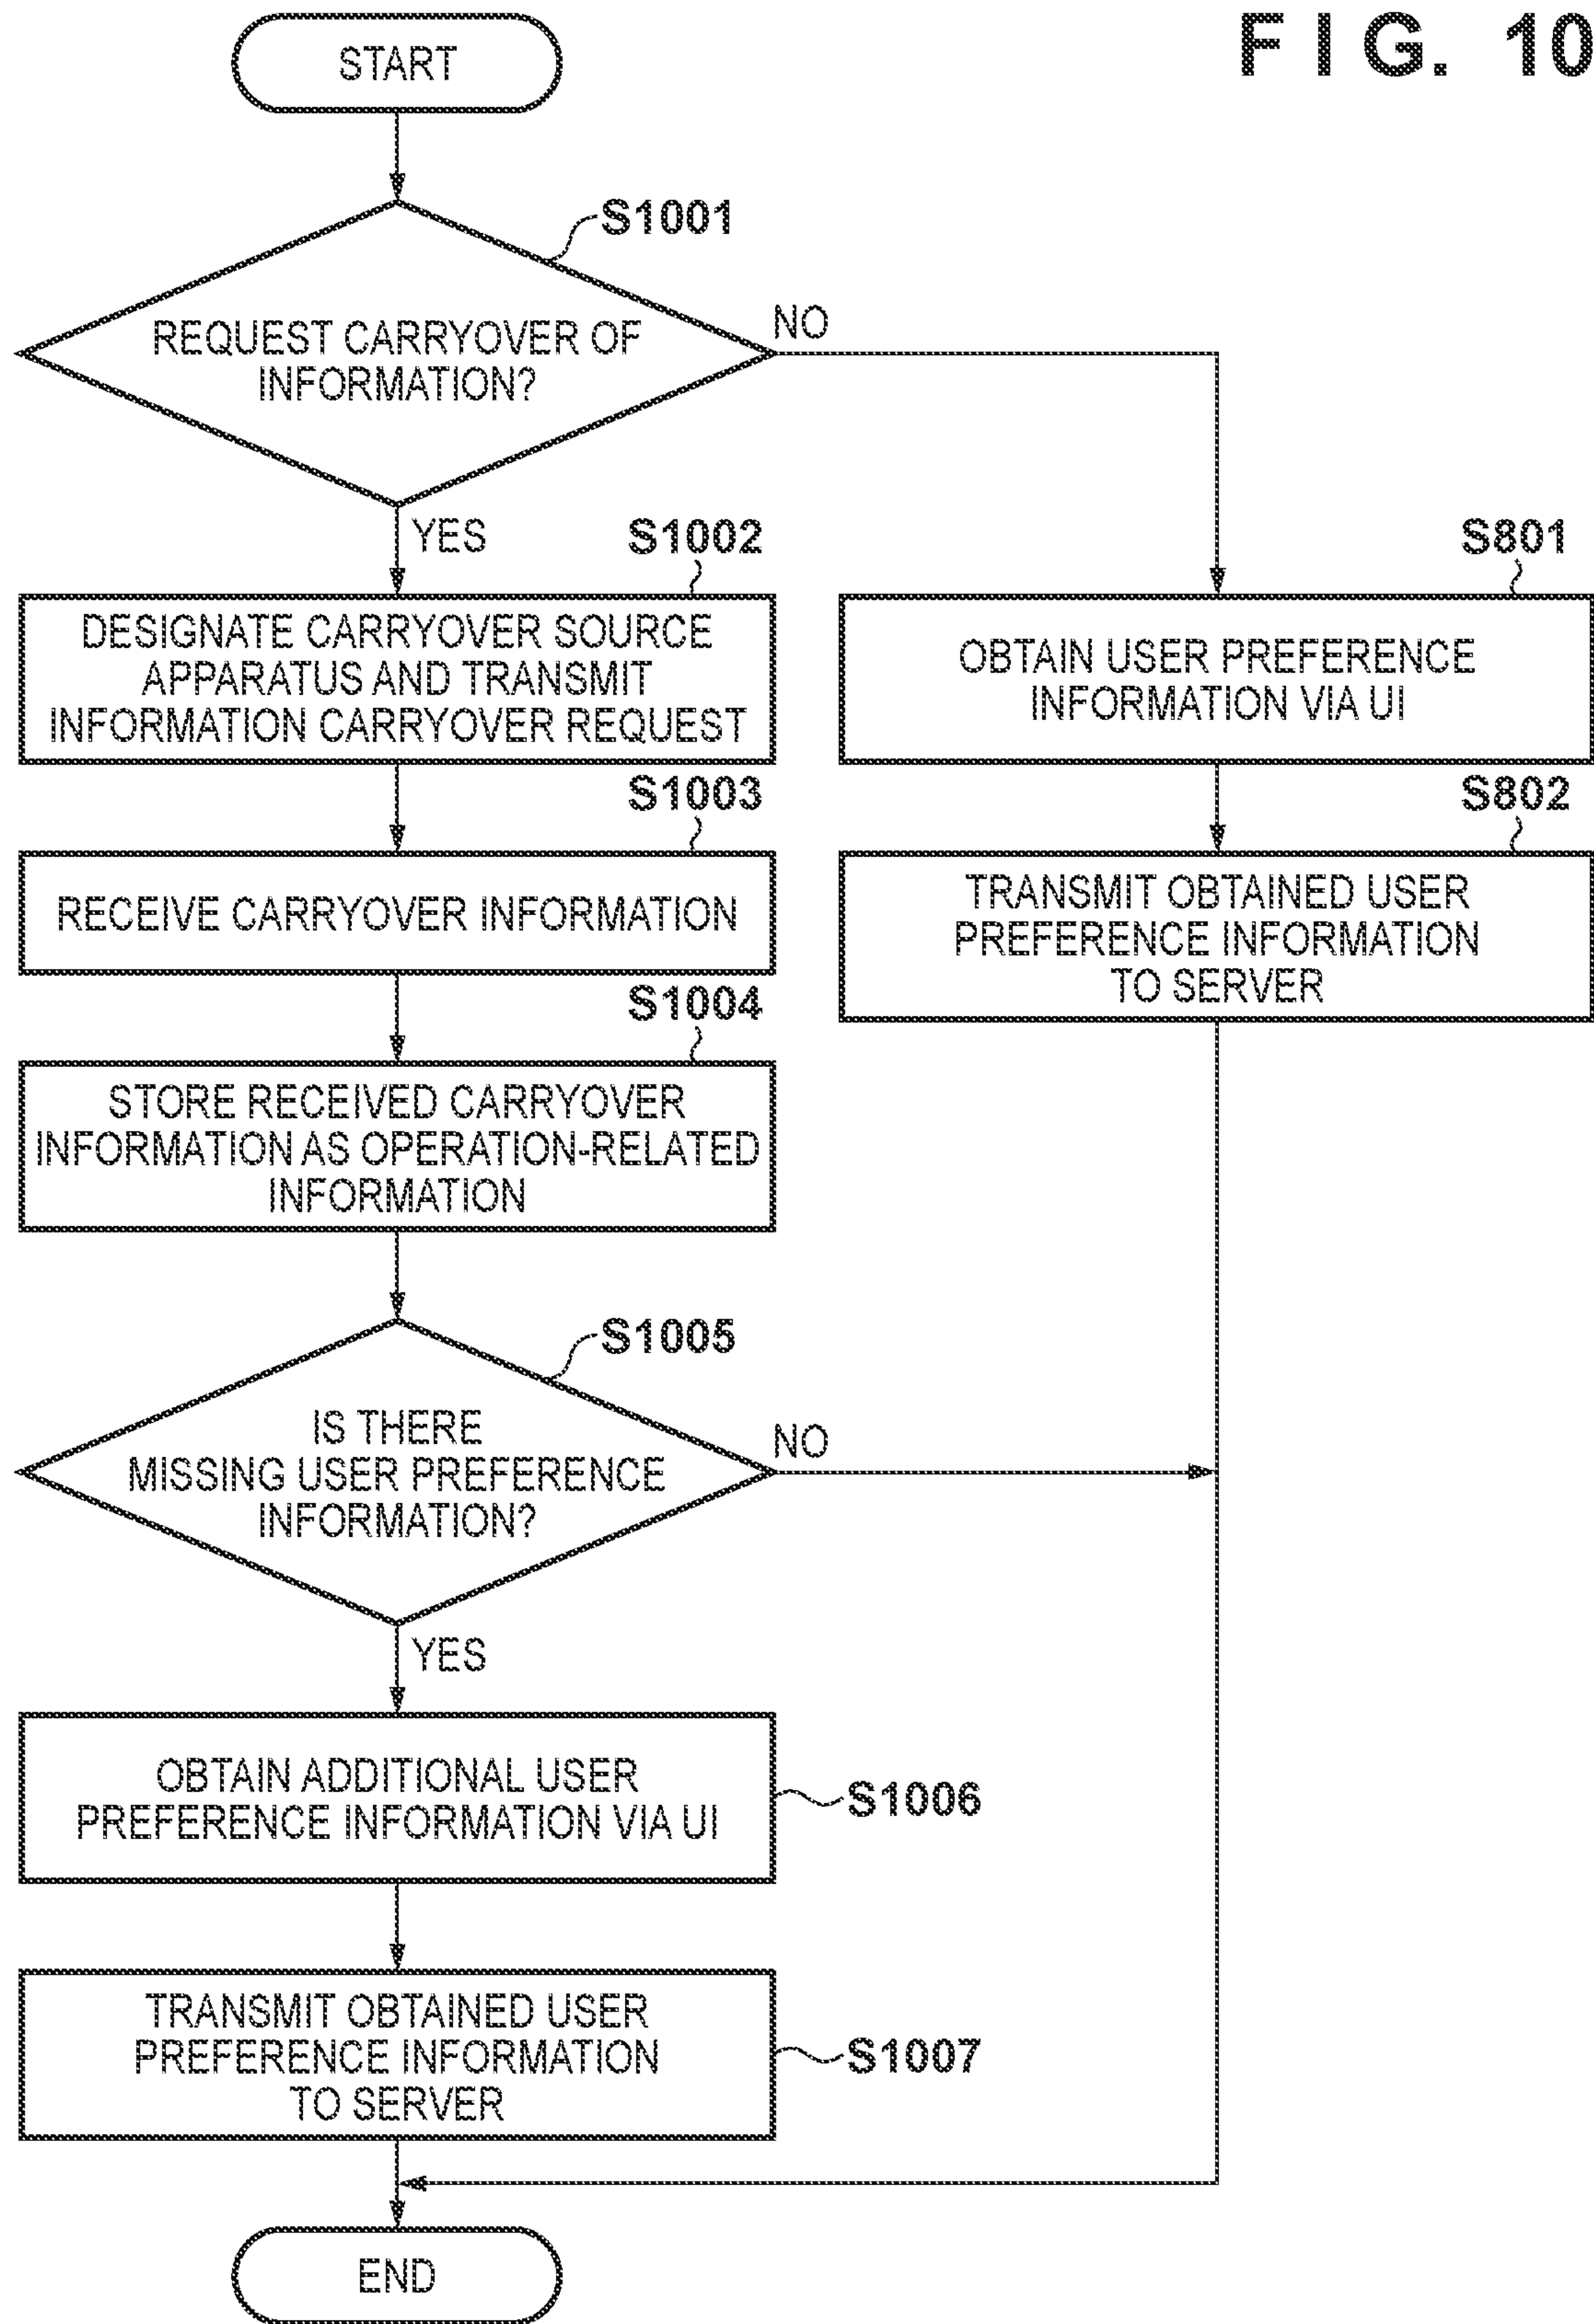 FIG. 10
START
S1001
REQUEST CARRYOVER OF
INFORMATION?
NO
YES
S1002
DESIGNATE CARRYOVER SOURCE
APPARATUS AND TRANSMIT
INFORMATION CARRYOVER REQUEST
S801
OBTAIN USER PREFERENCE
INFORMATION VIA UI
S1003
RECEIVE CARRYOVER INFORMATION
S802
TRANSMIT OBTAINED USER
PREFERENCE INFORMATION
TO SERVER
S1004
STORE RECEIVED CARRYOVER
INFORMATION AS OPERATION-RELATED
INFORMATION
S1005
IS THERE
MISSING USER PREFERENCE
INFORMATION?
NO
YES
OBTAIN ADDITIONAL USER
PREFERENCE INFORMATION VIA UI
S1006
TRANSMIT OBTAINED USER
PREFERENCE INFORMATION
TO SERVER
S1007
END